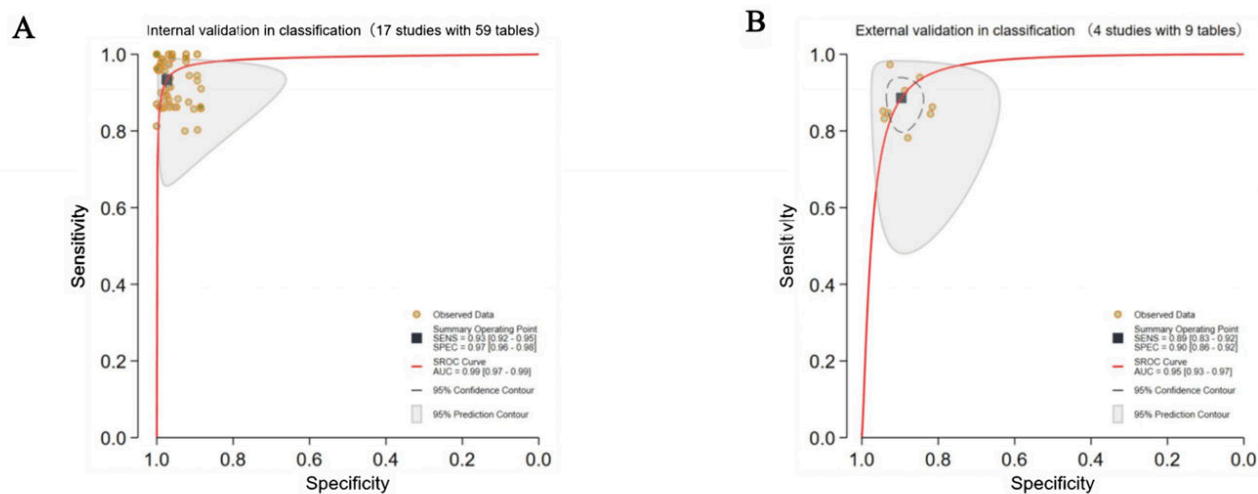 A
Internal validation in classification （17 studies with 59 tables）
1.0
0.8
0.6
0.4
0.2
0.0
Sensitivity
Observed Data
Summary Operating Point
SENS = 0.93 [0.92 - 0.95]
SPEC = 0.97 [0.96 - 0.98]
SROC Curve
AUC = 0.99 [0.97 - 0.99]
95% Confidence Contour
95% Prediction Contour
1.0 0.8 0.6 0.4 0.2 0.0
Specificity
B
External validation in classification （4 studies with 9 tables）
1.0
0.8
0.6
0.4
0.2
0.0
Sensitivity
Observed Data
Summary Operating Point
SENS = 0.89 [0.83 - 0.92]
SPEC = 0.90 [0.86 - 0.92]
SROC Curve
AUC = 0.95 [0.93 - 0.97]
95% Confidence Contour
95% Prediction Contour
1.0 0.8 0.6 0.4 0.2 0.0
Specificity